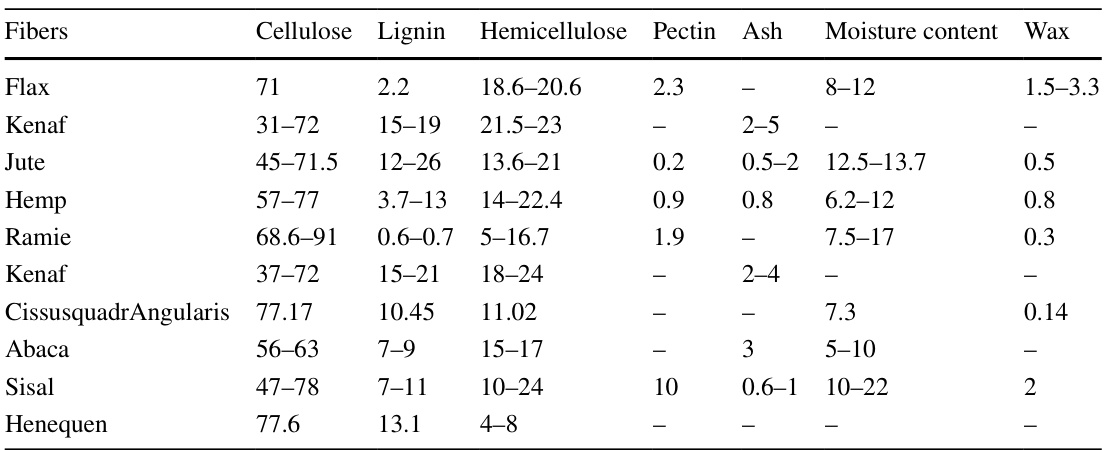 Fibers Cellulose Lignin Hemicellulose Pectin Ash Moisture content Wax
Flax 71 2.2 18.6–20.6 2.3 – 8–12 1.5–3.3
Kenaf 31–72 15–19 21.5–23 – 2–5 – –
Jute 45–71.5 12–26 13.6–21 0.2 0.5–2 12.5–13.7 0.5
Hemp 57–77 3.7–13 14–22.4 0.9 0.8 6.2–12 0.8
Ramie 68.6–91 0.6–0.7 5–16.7 1.9 – 7.5–17 0.3
Kenaf 37–72 15–21 18–24 – 2–4 – –
CissusquadrAngularis 77.17 10.45 11.02 – – 7.3 0.14
Abaca 56–63 7–9 15–17 – 3 5–10 –
Sisal 47–78 7–11 10–24 10 0.6–1 10–22 2
Henequen 77.6 13.1 4–8 – – – –